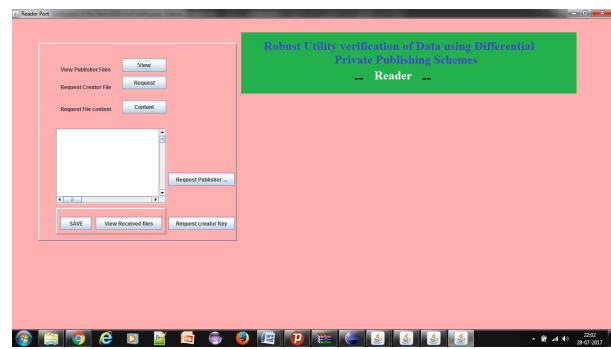 Reader Port
Robust Utility verification of Data using Differential
Private Publishing Schemes
-- Reader --
View Publisher Files
View
Request Creator File
Request
Request File content
Content
Request Publisher ...
SAVE
View Received files
Request creator Key
22:02
28-07-2017